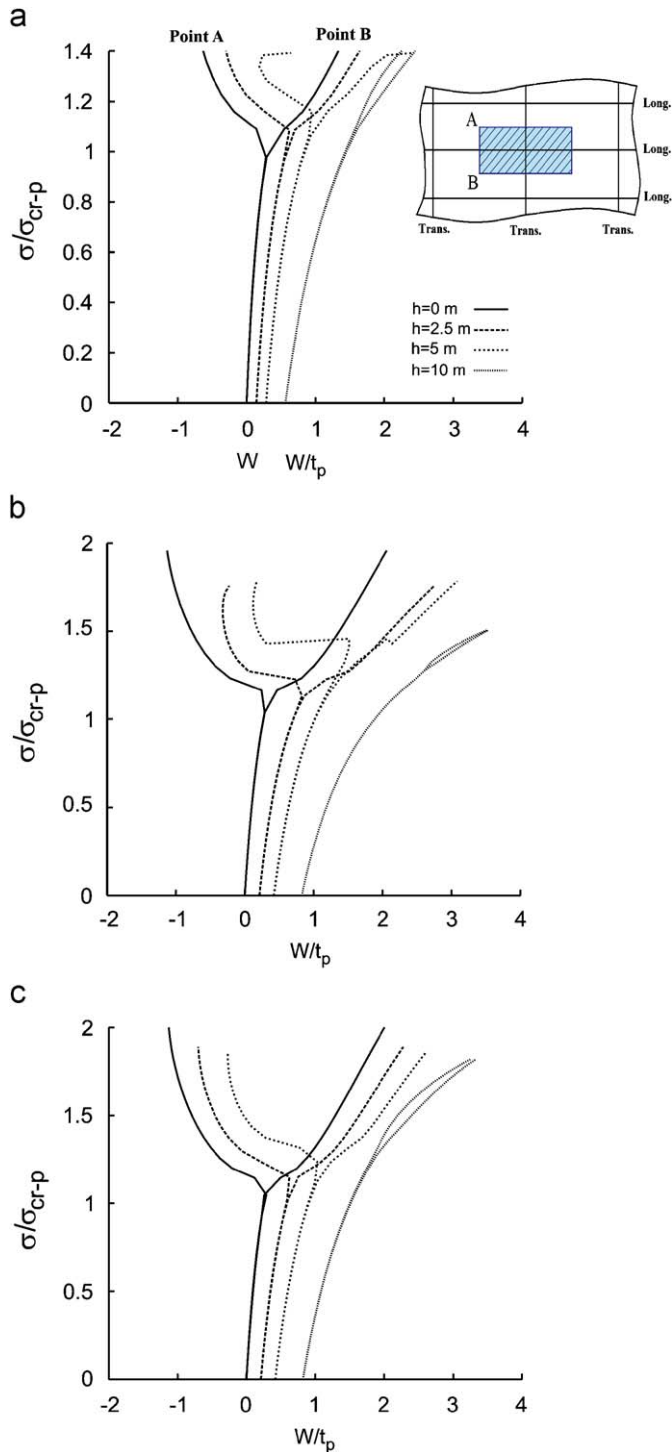 a
Point A
Point B
1.4
1.2
1
0.8
0.6
0.4
0.2
0
σ/σcr-p
-2
-1
0
1
2
3
4
W
W/tp
A
B
Long.
Long.
Long.
Trans.
Trans.
Trans.
h=0 m
h=2.5 m
h=5 m
h=10 m
b
2
1.5
1
0.5
0
σ/σcr-p
-2
-1
0
1
2
3
4
W/tp
c
2
1.5
1
0.5
0
σ/σcr-p
-2
-1
0
1
2
3
4
W/tp